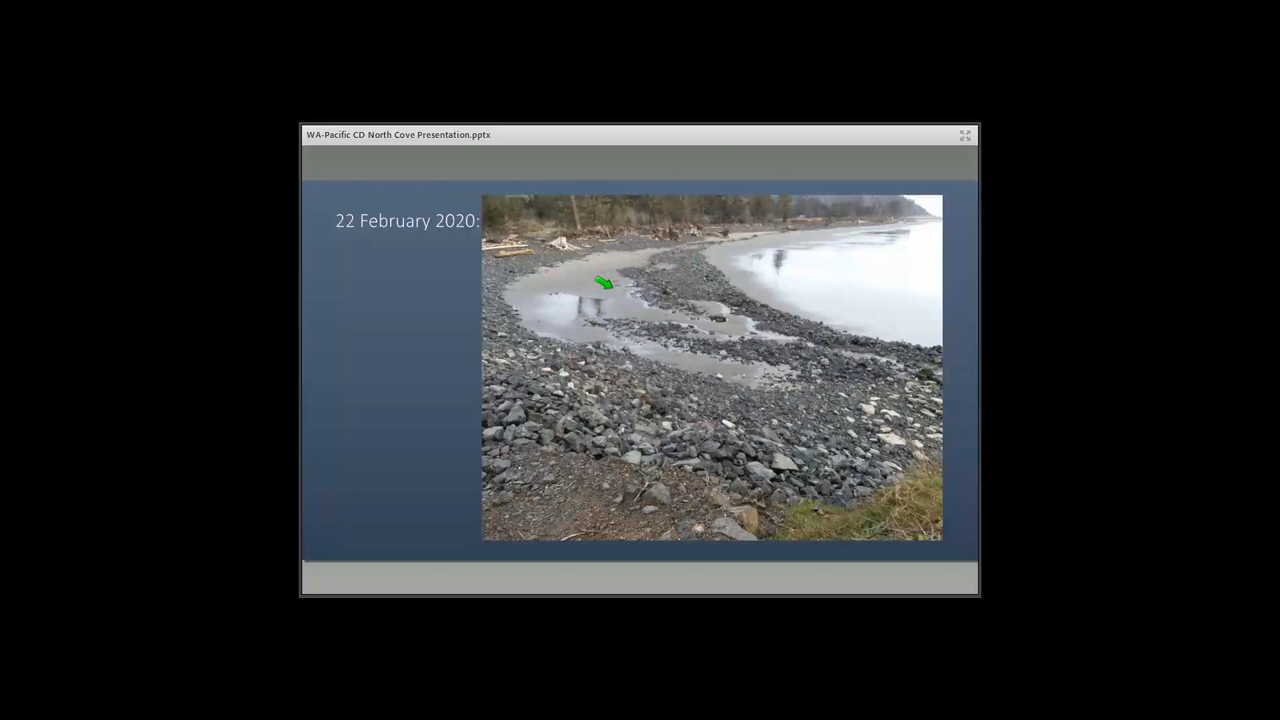 WA-Pacific CD North Cove Presentation.pptx
22 February 2020: